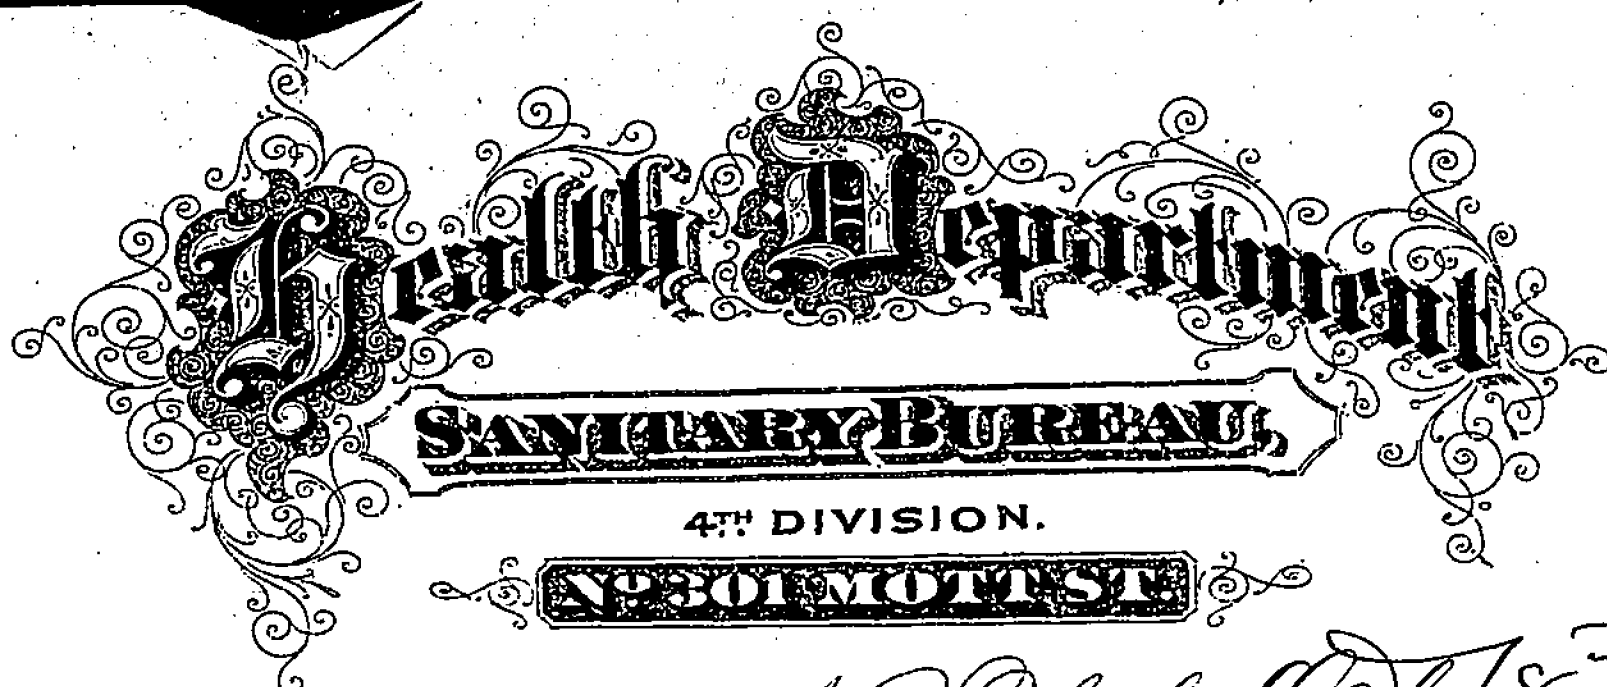 Health Department
SANITARY BUREAU,
4TH DIVISION.
NO 301 MOTT ST.